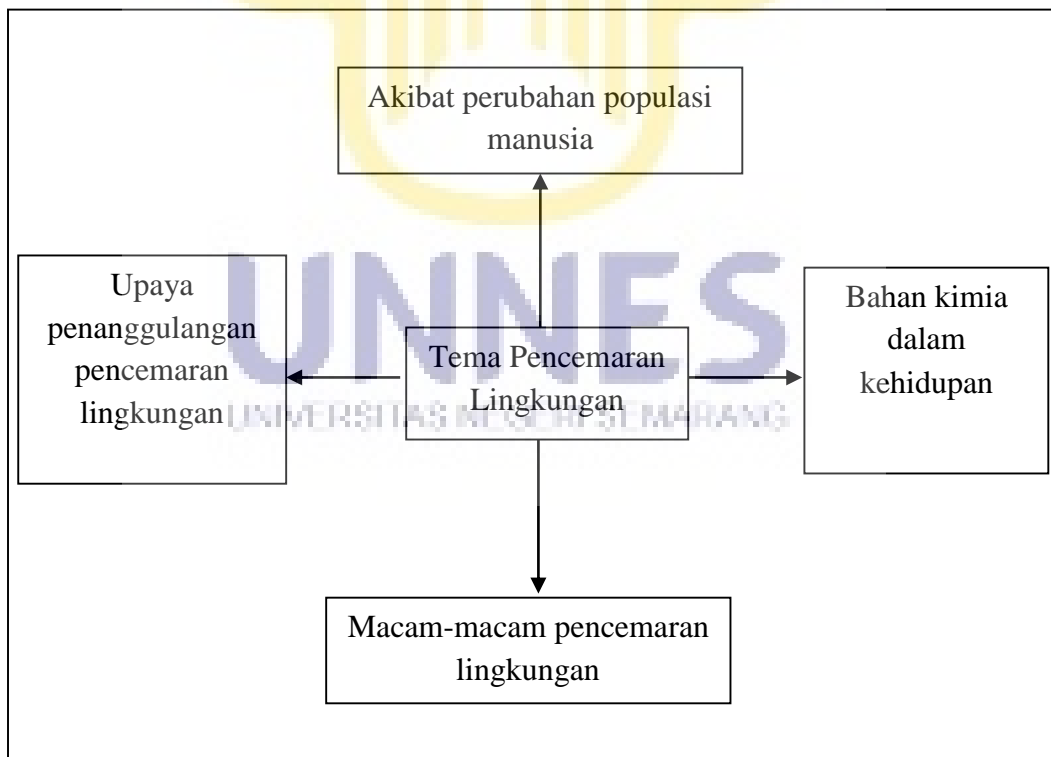 Akibat perubahan populasi
manusia
Upaya
penanggulangan
pencemaran
lingkungan
Tema Pencemaran
Lingkungan
Bahan kimia
dalam
kehidupan
UNNES
UNIVERSITAS NEGERI SEMARANG
Macam-macam pencemaran
lingkungan